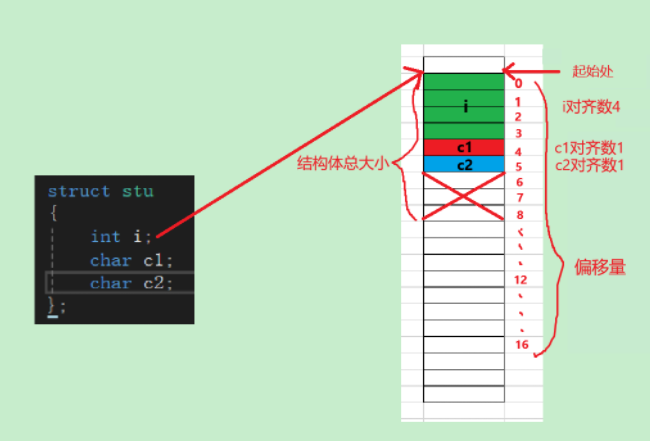 struct stu
{
int i;
char c1;
char c2;
};
起始处
结构体总大小
i
c1
c2
0
1
2
3
4
5
6
7
8
12
16
i对齐数4
c1对齐数1
c2对齐数1
偏移量